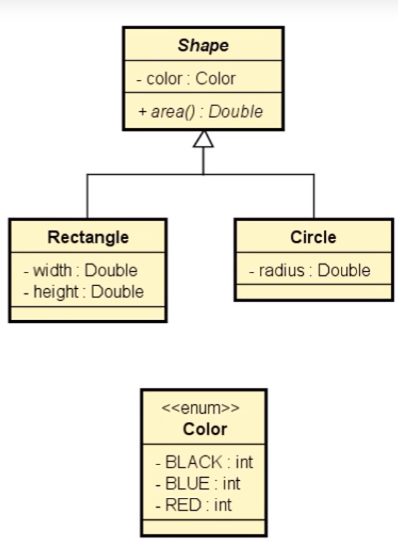 Shape
- color : Color
+ area() : Double
Rectangle
- width : Double
- height : Double
Circle
- radius : Double
<<enum>>
Color
- BLACK : int
- BLUE : int
- RED : int